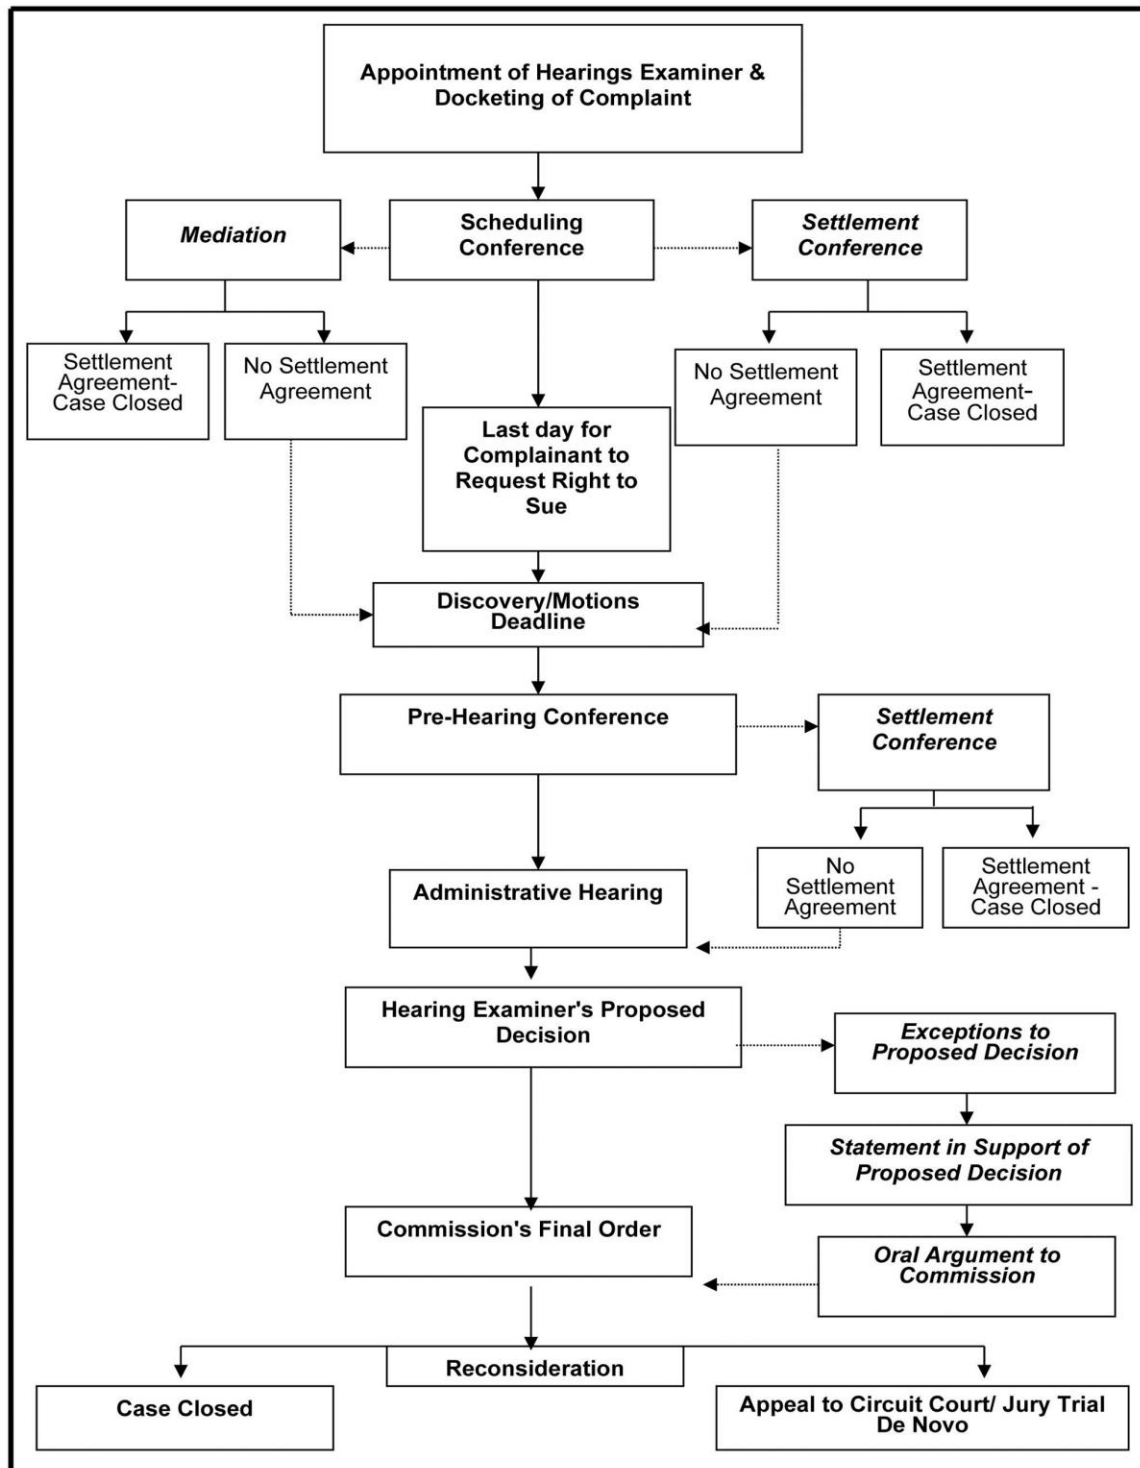 Appointment of Hearings Examiner &
Docketing of Complaint
Mediation
Scheduling
Conference
Settlement
Conference
Settlement
Agreement-
Case Closed
No Settlement
Agreement
Last day for
Complainant to
Request Right to
Sue
No Settlement
Agreement
Settlement
Agreement-
Case Closed
Discovery/Motions
Deadline
Pre-Hearing Conference
Settlement
Conference
No
Settlement
Agreement
Settlement
Agreement -
Case Closed
Administrative Hearing
Hearing Examiner's Proposed
Decision
Exceptions to
Proposed Decision
Statement in Support of
Proposed Decision
Commission's Final Order
Oral Argument to
Commission
Reconsideration
Case Closed
Appeal to Circuit Court/ Jury Trial
De Novo